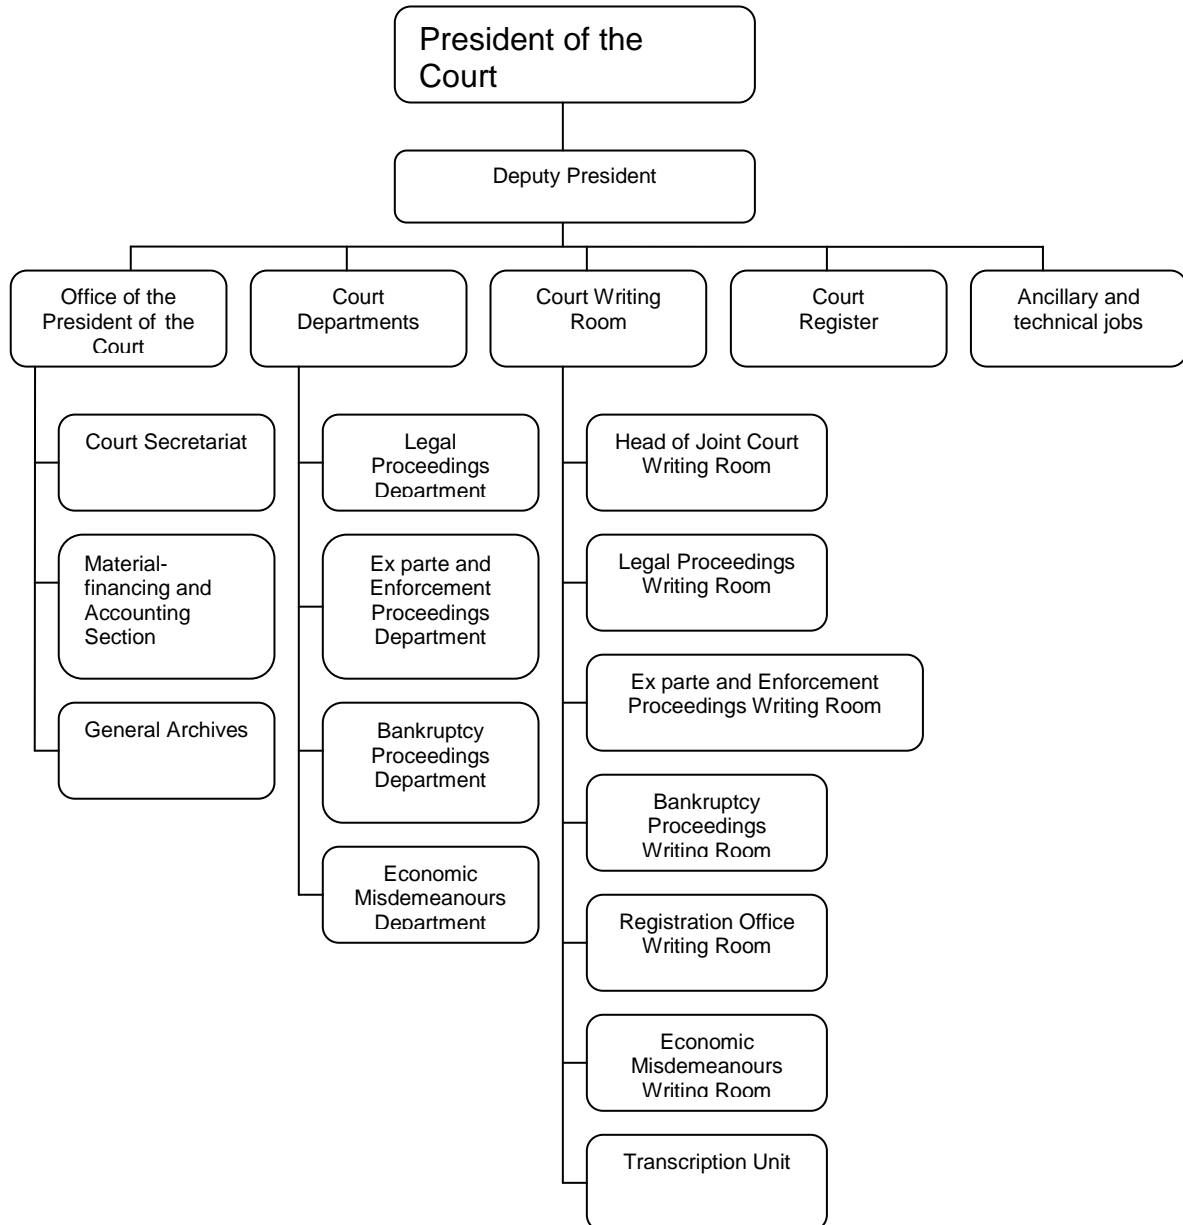 President of the
Court
Deputy President
Office of the
President of the
Court
Court
Departments
Court Writing
Room
Court
Register
Ancillary and
technical jobs
Court Secretariat
Material-
financing and
Accounting
Section
General Archives
Legal
Proceedings
Department
Ex parte and
Enforcement
Proceedings
Department
Bankruptcy
Proceedings
Department
Economic
Misdemeanours
Department
Head of Joint Court
Writing Room
Legal Proceedings
Writing Room
Ex parte and Enforcement
Proceedings Writing Room
Bankruptcy
Proceedings
Writing Room
Registration Office
Writing Room
Economic
Misdemeanours
Writing Room
Transcription Unit